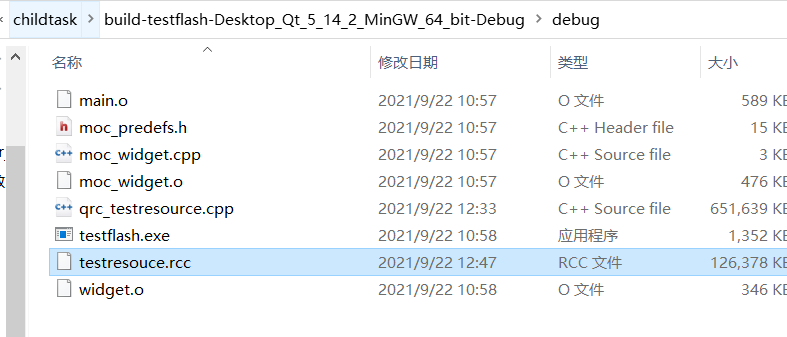 childtask > build-testflash-Desktop_Qt_5_14_2_MinGW_64_bit-Debug > debug
名称 修改日期 类型 大小
main.o 2021/9/22 10:57 O 文件 589 KB
moc_predefs.h 2021/9/22 10:57 C++ Header file 15 KB
moc_widget.cpp 2021/9/22 10:57 C++ Source file 3 KB
moc_widget.o 2021/9/22 10:57 O 文件 476 KB
qrc_testresource.cpp 2021/9/22 12:33 C++ Source file 651,639 KB
testflash.exe 2021/9/22 10:58 应用程序 1,352 KB
testresouce.rcc 2021/9/22 12:47 RCC 文件 126,378 KB
widget.o 2021/9/22 10:58 O 文件 346 KB